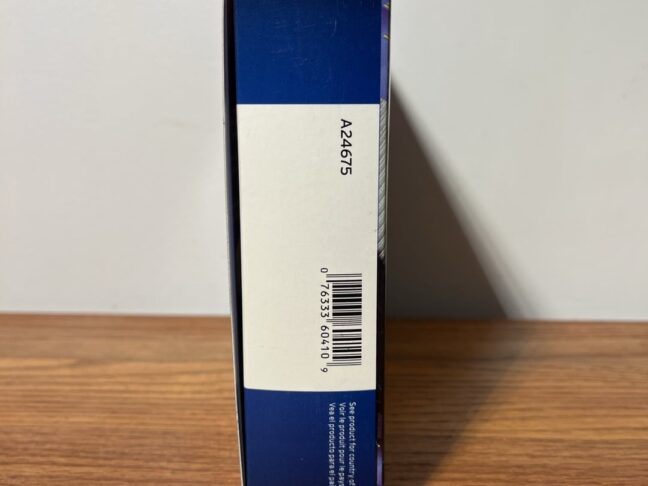 A24675
0 76333 60410 9
See product for country of
Voir le produit pour le pays
Vea el producto para el